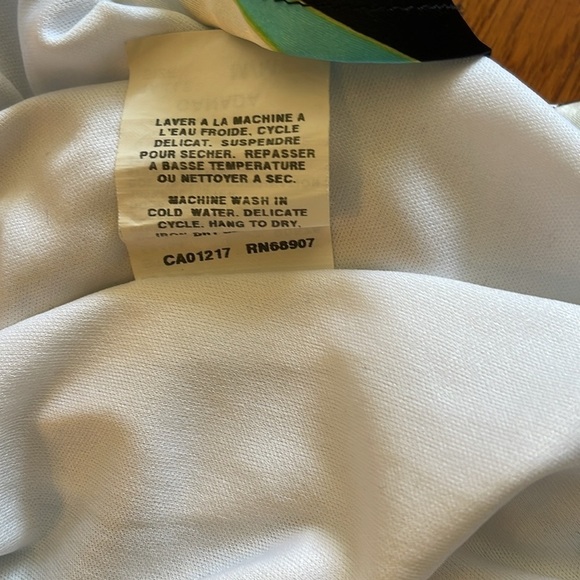 LAVER A LA MACHINE A
L'EAU FROIDE. CYCLE
DELICAT. SUSPENDRE
POUR SECHER. REPASSER
A BASSE TEMPERATURE
OU NETTOYER A SEC.
MACHINE WASH IN
COLD WATER. DELICATE
CYCLE. HANG TO DRY.
CA01217 RN68907